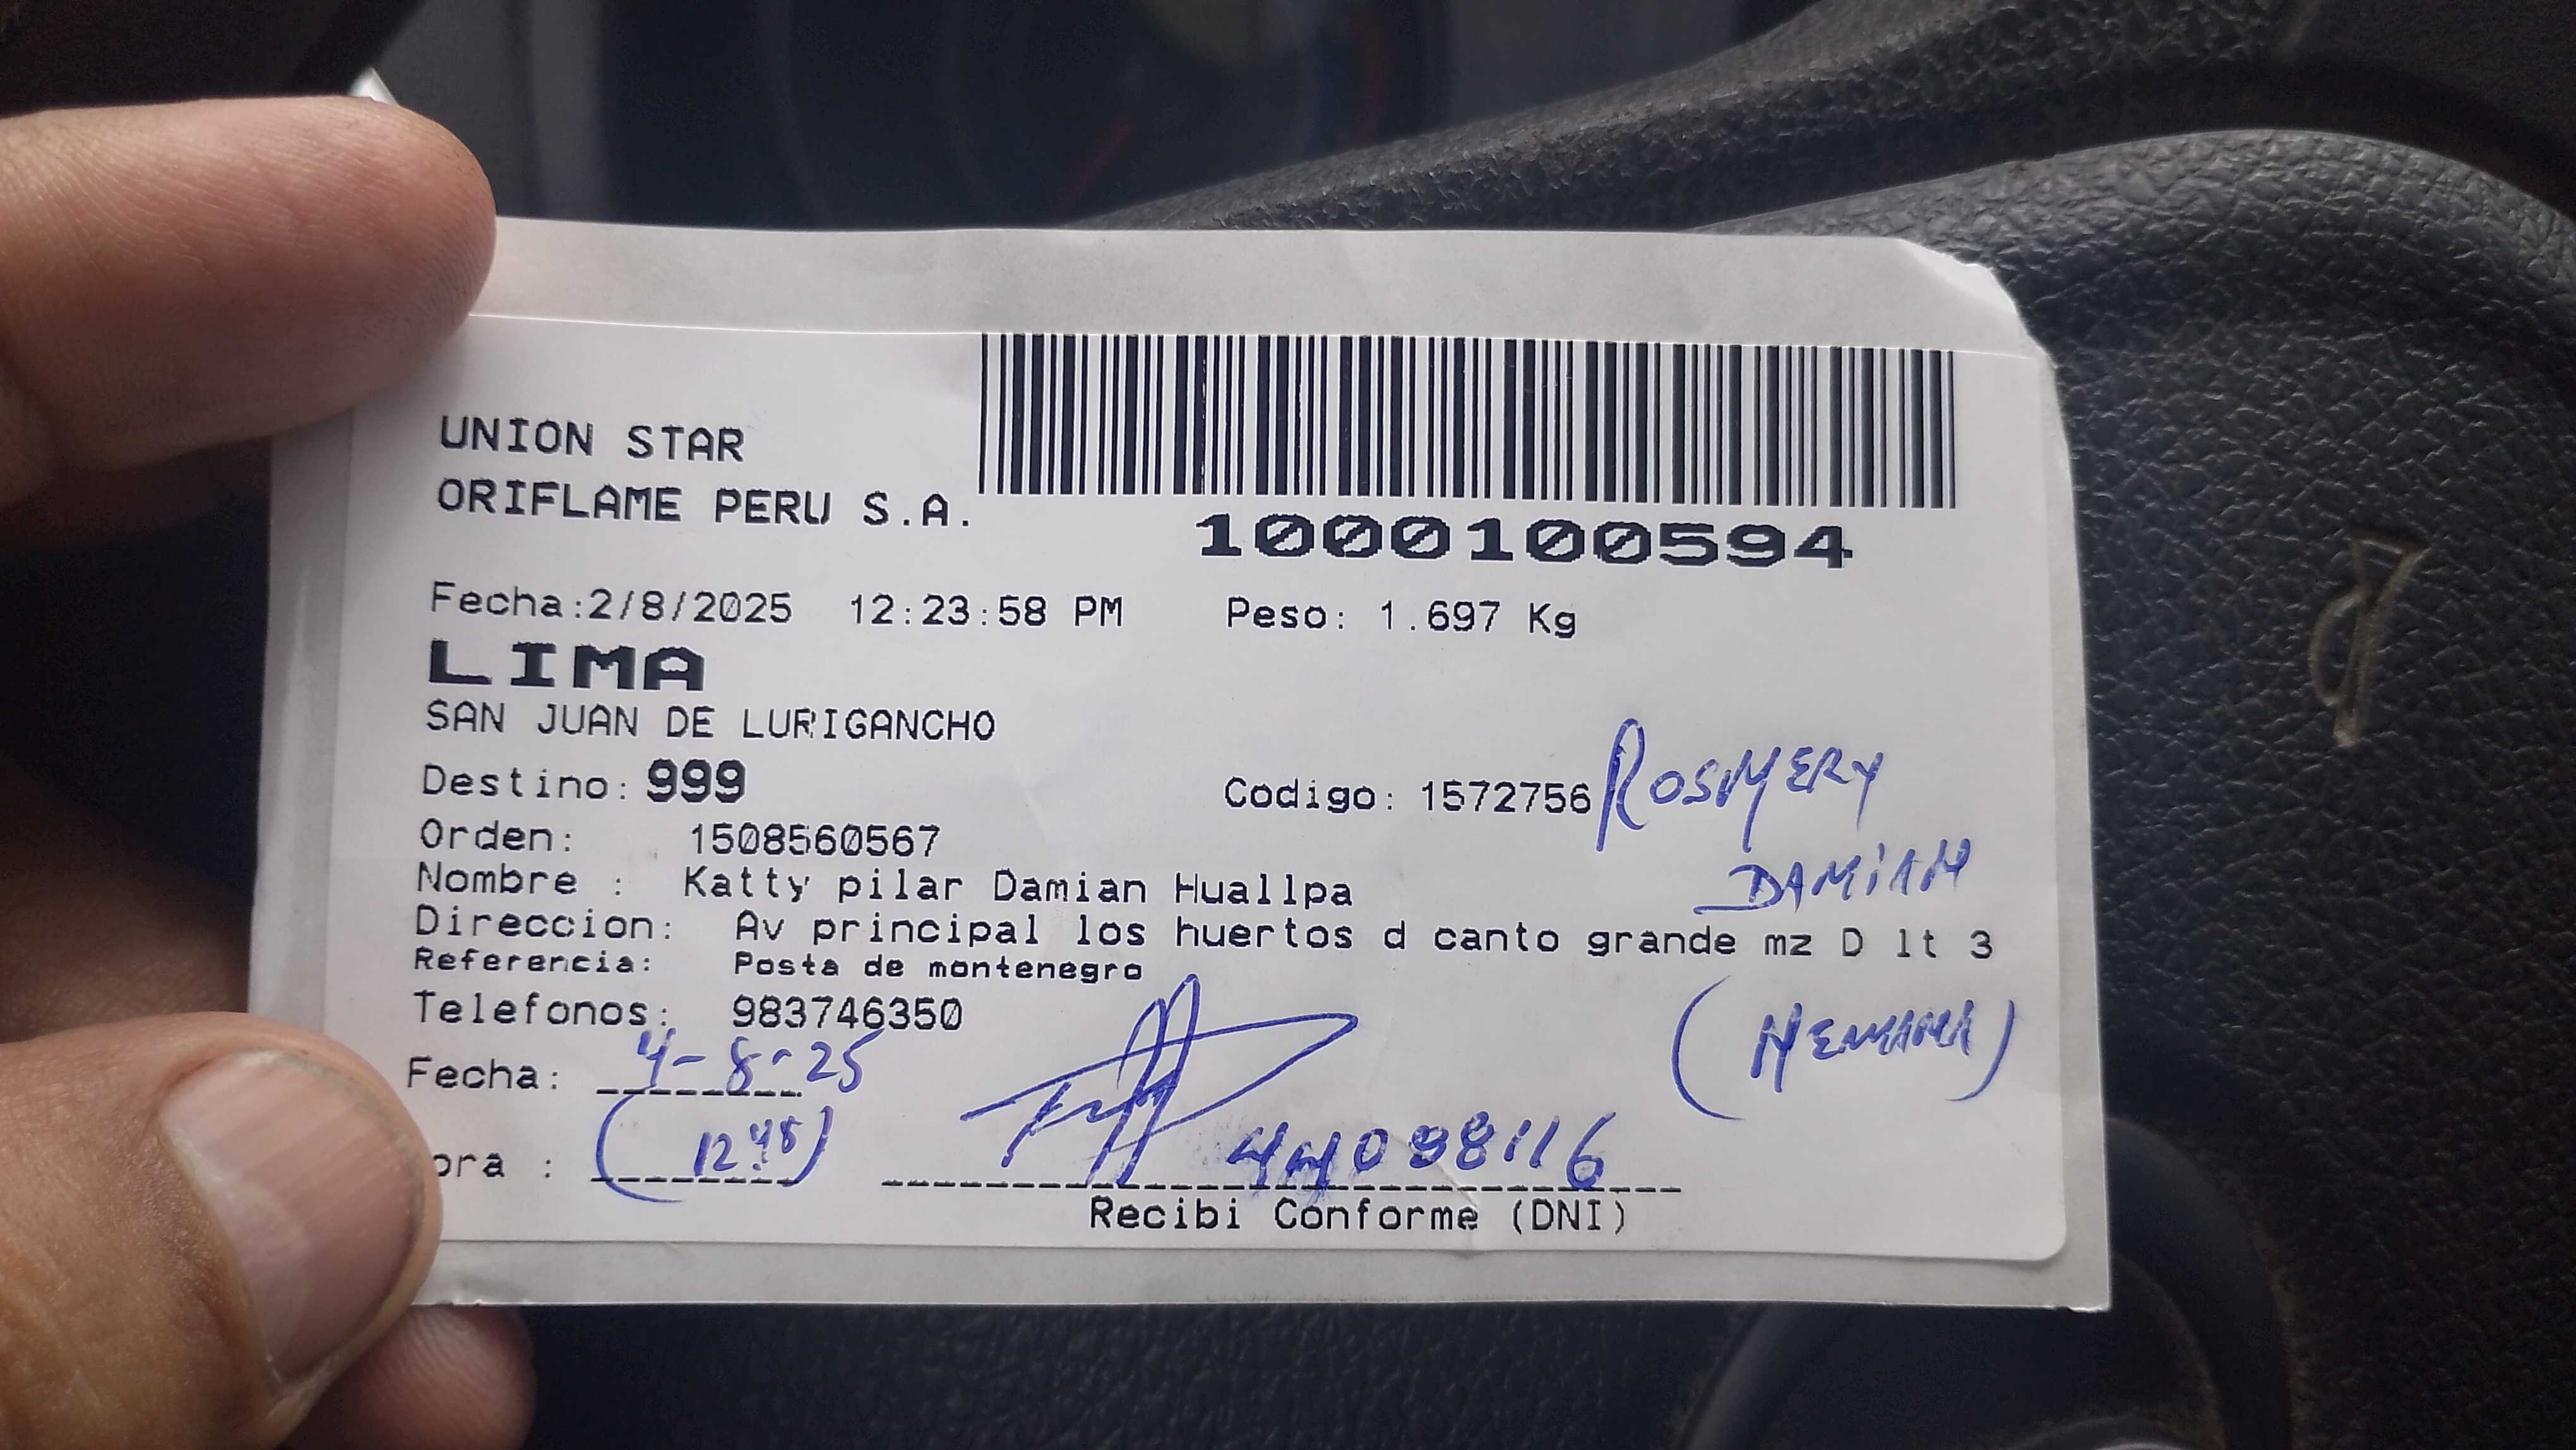 UNION STAR
ORIFLAME PERU S.A.
1000100594
Fecha:2/8/2025 12:23:58 PM Peso: 1.697 Kg
LIMA
SAN JUAN DE LURIGANCHO
Destino: 999 Codigo: 1572756 ROSMERY
Orden: 1508560567
DAMIAN
Nombre : Katty pilar Damian Huallpa
Direccion: Av principal los huertos d canto grande mz D lt 3
Referencia: Posta de montenegro
Telefonos: 983746350
Fecha: 4-8-25
ora : (12:45) 44098116
Recibi Conforme (DNI)